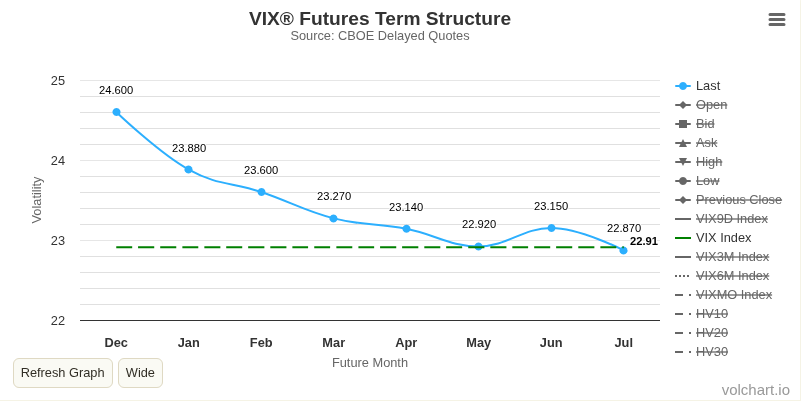 VIX® Futures Term Structure
Source: CBOE Delayed Quotes
Volatility
25
24
23
22
24.600
23.880
23.600
23.270
23.140
22.920
23.150
22.870
22.91
Dec
Jan
Feb
Mar
Apr
May
Jun
Jul
Future Month
Last
Open
Bid
Ask
High
Low
Previous Close
VIX9D Index
VIX Index
VIX3M Index
VIX6M Index
VIXMO Index
HV10
HV20
HV30
Refresh Graph
Wide
volchart.io